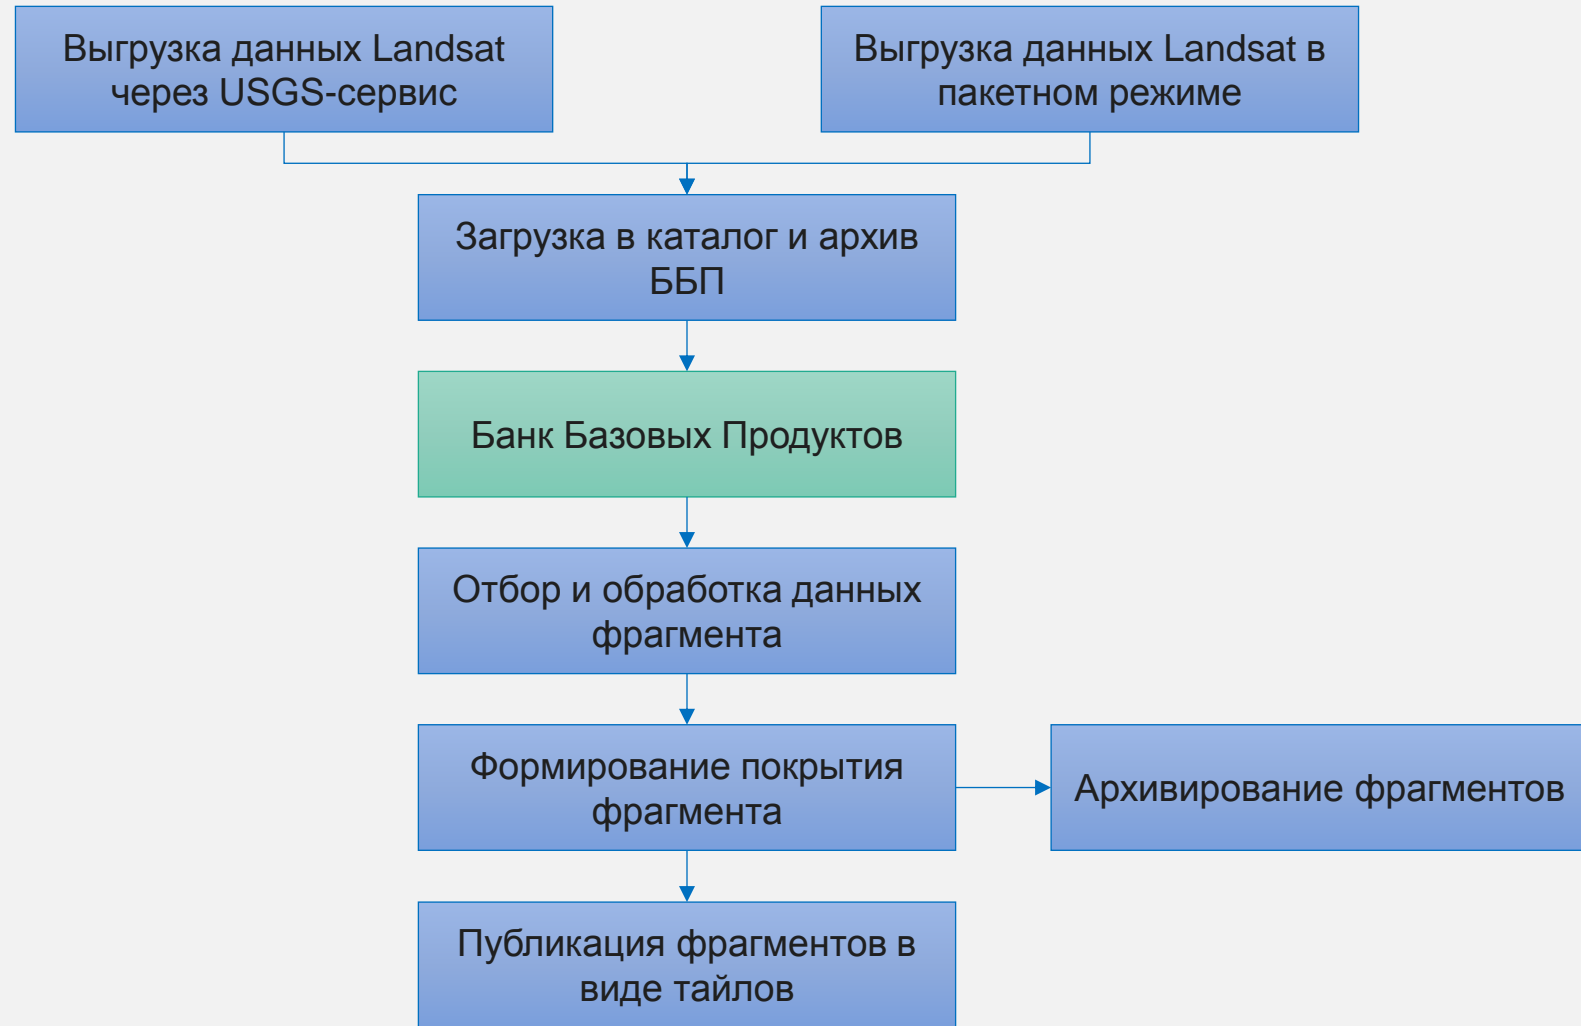 Выгрузка данных Landsat
через USGS-сервис
Выгрузка данных Landsat в
пакетном режиме
Загрузка в каталог и архив
ББП
Банк Базовых Продуктов
Отбор и обработка данных
фрагмента
Формирование покрытия
фрагмента
Архивирование фрагментов
Публикация фрагментов в
виде тайлов